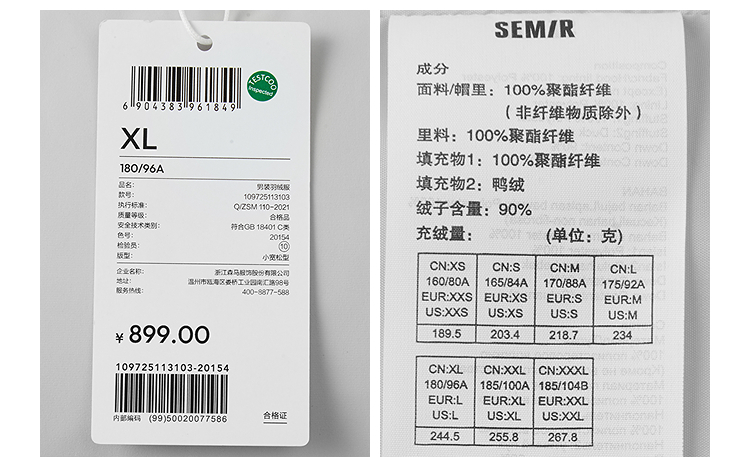 TESTCOO
Inspected
6 904383 961849
XL
180/96A
品名: 男装羽绒服
款号: 109725113103
执行标准: Q/ZSM 110-2021
质量等级: 合格品
安全技术类别: 符合GB 18401 C类
色号: 20154
检验员: 10
版型: 小宽松型
企业名称: 浙江森马服饰股份有限公司
地址: 温州市瓯海区娄桥工业园南汇路98号
服务热线: 400-8877-588
¥ 899.00
109725113103-20154
内部编码 (99)50020077586
合格证
SEMIR
成分
面料/帽里：100%聚酯纤维
（非纤维物质除外）
里料：100%聚酯纤维
填充物1：100%聚酯纤维
填充物2：鸭绒
绒子含量：90%
充绒量： (单位：克)
CN:XS CN:S CN:M CN:L
160/80A 165/84A 170/88A 175/92A
EUR:XXS EUR:XS EUR:S EUR:M
US:XXS US:XS US:S US:M
189.5 203.4 218.7 234
CN:XL CN:XXL CN:XXXL
180/96A 185/100A 185/104B
EUR:L EUR:XL EUR:XXL
US:L US:XL US:XXL
244.5 255.8 267.8